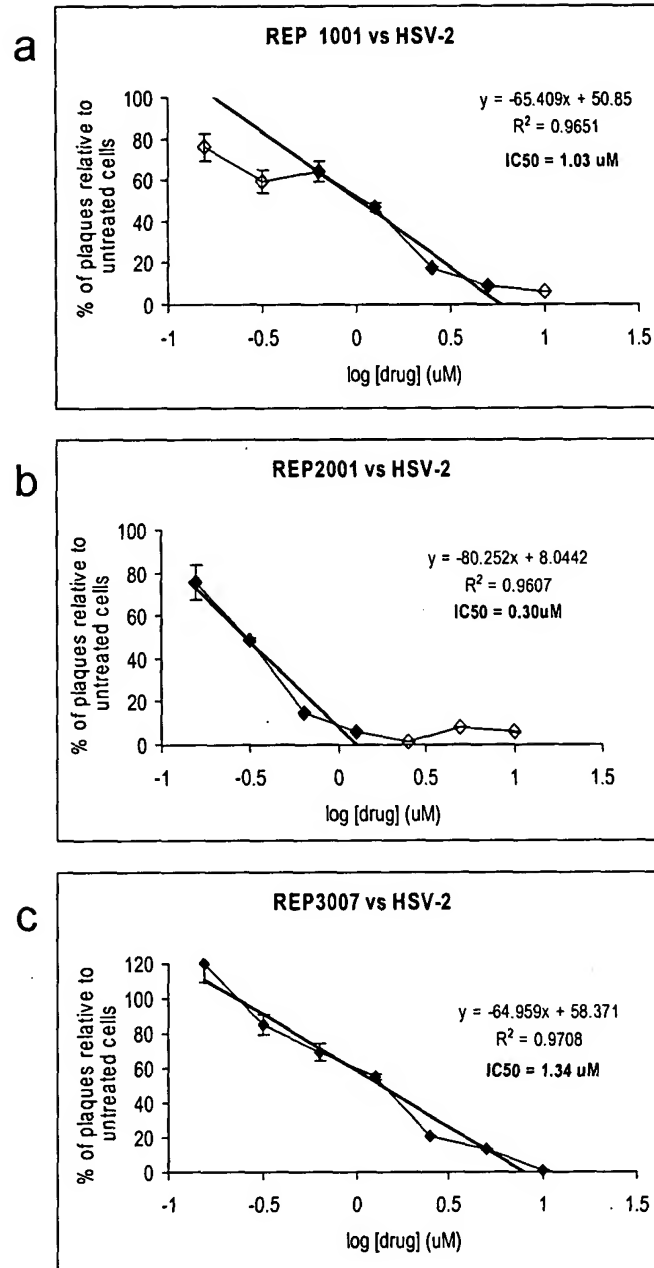 a
REP 1001 vs HSV-2
% of plaques relative to
untreated cells
100
80
60
40
20
0
-1
-0.5
0
0.5
1
1.5
log [drug] (uM)
y = -65.409x + 50.85
R² = 0.9651
IC50 = 1.03 uM
b
REP2001 vs HSV-2
% of plaques relative to
untreated cells
100
80
60
40
20
0
-1
-0.5
0
0.5
1
1.5
log [drug] (uM)
y = -80.252x + 8.0442
R² = 0.9607
IC50 = 0.30uM
c
REP3007 vs HSV-2
% of plaques relative to
untreated cells
120
100
80
60
40
20
0
-1
-0.5
0
0.5
1
1.5
log [drug] (uM)
y = -64.959x + 58.371
R² = 0.9708
IC50 = 1.34 uM